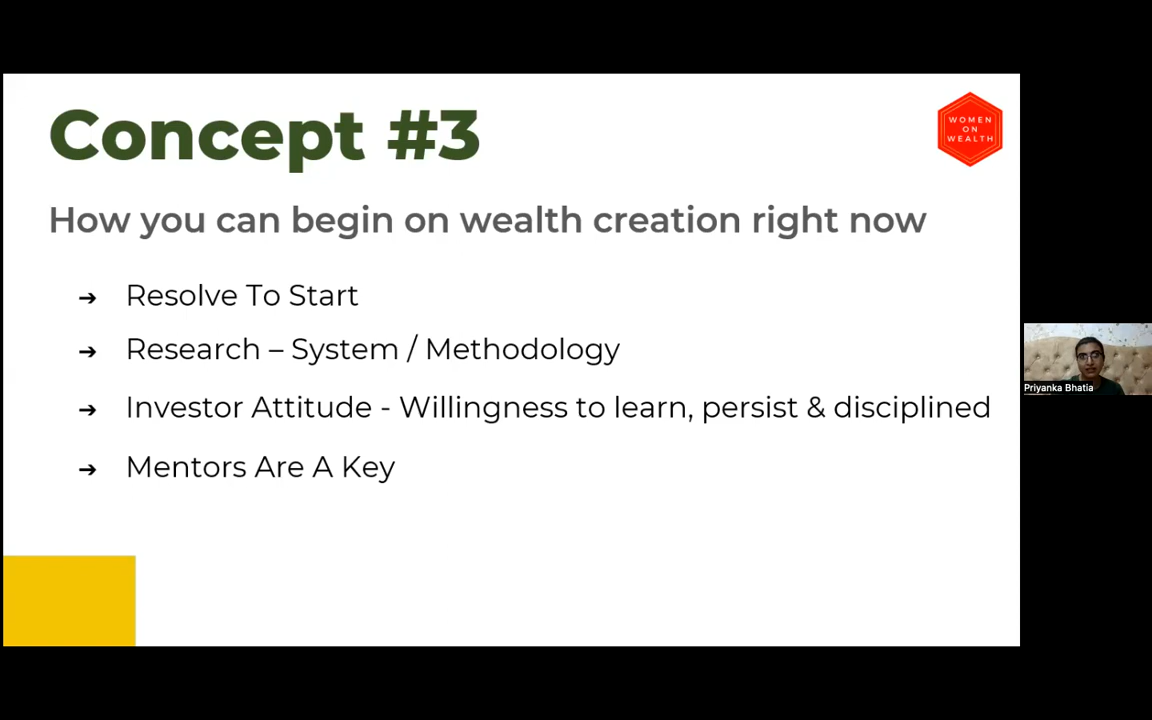 Concept #3
WOMEN
ON
WEALTH
How you can begin on wealth creation right now
➔ Resolve To Start
➔ Research – System / Methodology
➔ Investor Attitude - Willingness to learn, persist & disciplined
➔ Mentors Are A Key
Priyanka Bhatia